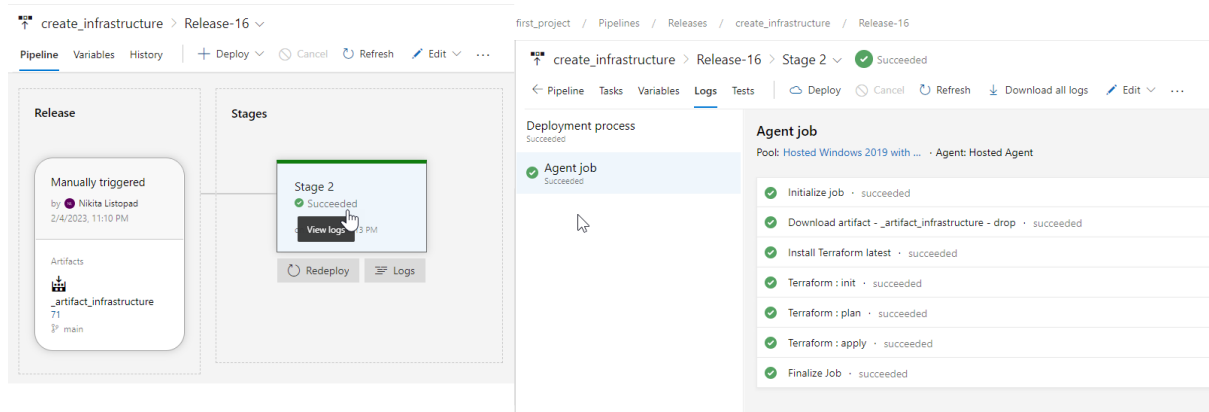 create_infrastructure > Release-16
Pipeline Variables History + Deploy Cancel Refresh Edit ...
Release
Manually triggered
by Nikita Listopad
2/4/2023, 11:10 PM
Artifacts
_artifact_infrastructure
71
main
Stages
Stage 2
Succeeded
View logs
3 PM
Redeploy Logs
first_project / Pipelines / Releases / create_infrastructure / Release-16
create_infrastructure > Release-16 > Stage 2 Succeeded
Pipeline Tasks Variables Logs Tests Deploy Cancel Refresh Download all logs Edit ...
Deployment process
Succeeded
Agent job
Succeeded
Agent job
Pool: Hosted Windows 2019 with ... · Agent: Hosted Agent
Initialize job · succeeded
Download artifact - _artifact_infrastructure - drop · succeeded
Install Terraform latest · succeeded
Terraform : init · succeeded
Terraform : plan · succeeded
Terraform : apply · succeeded
Finalize Job · succeeded